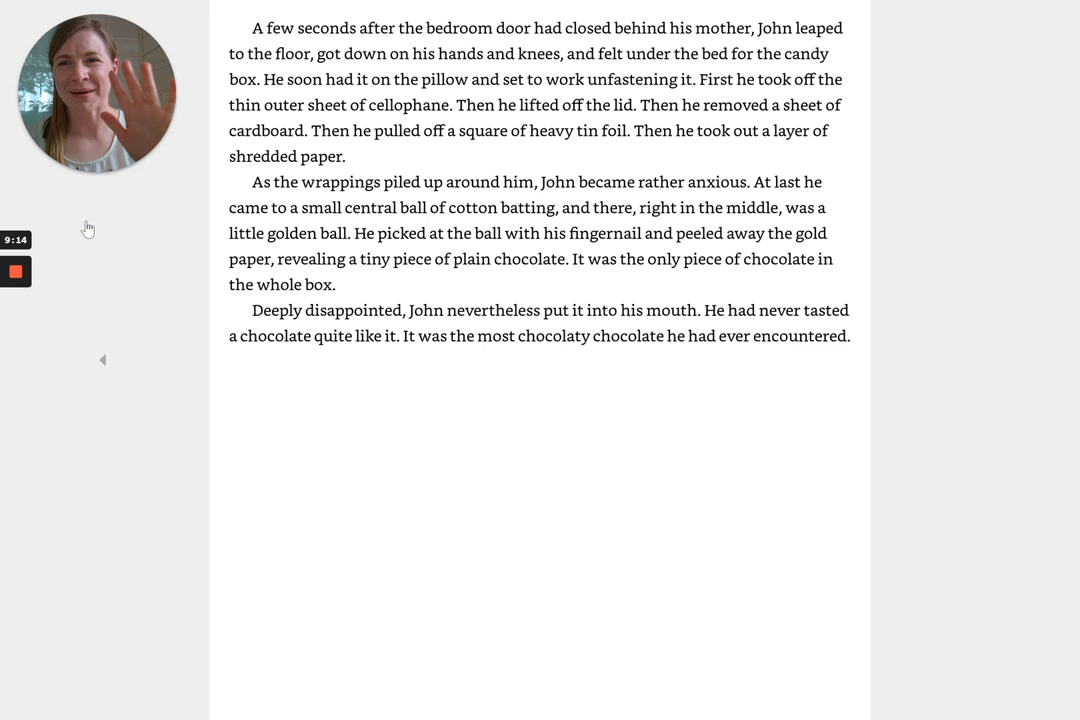 A few seconds after the bedroom door had closed behind his mother, John leaped
to the floor, got down on his hands and knees, and felt under the bed for the candy
box. He soon had it on the pillow and set to work unfastening it. First he took off the
thin outer sheet of cellophane. Then he lifted off the lid. Then he removed a sheet of
cardboard. Then he pulled off a square of heavy tin foil. Then he took out a layer of
shredded paper.
As the wrappings piled up around him, John became rather anxious. At last he
came to a small central ball of cotton batting, and there, right in the middle, was a
little golden ball. He picked at the ball with his fingernail and peeled away the gold
paper, revealing a tiny piece of plain chocolate. It was the only piece of chocolate in
the whole box.
Deeply disappointed, John nevertheless put it into his mouth. He had never tasted
a chocolate quite like it. It was the most chocolaty chocolate he had ever encountered.
9:14